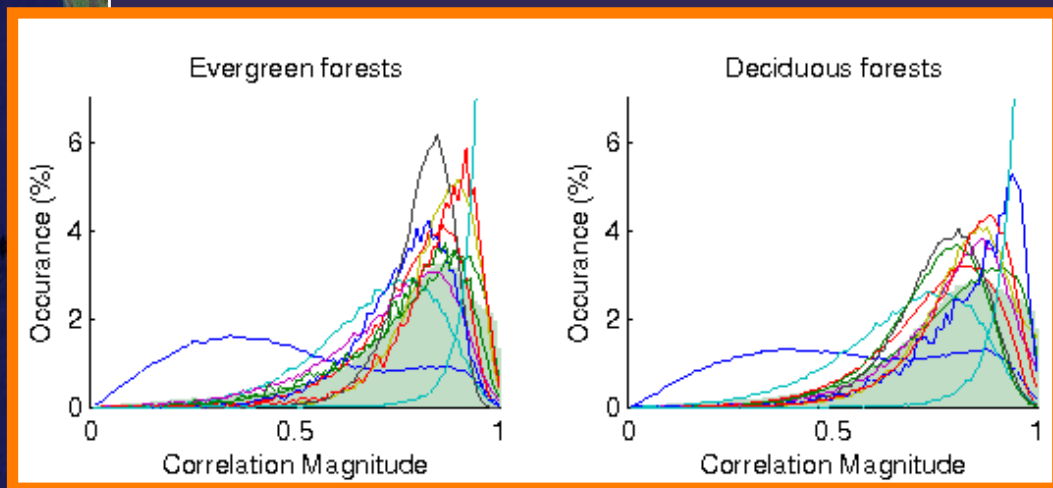 Evergreen forests
Occurance (%)
6
4
2
0
0
0.5
1
Correlation Magnitude
Deciduous forests
Occurance (%)
6
4
2
0
0
0.5
1
Correlation Magnitude